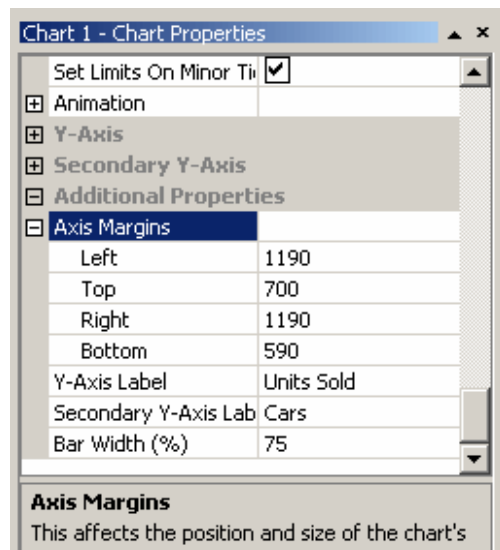 Chart 1 - Chart Properties
Set Limits On Minor Ti
Animation
Y-Axis
Secondary Y-Axis
Additional Properties
Axis Margins
Left 1190
Top 700
Right 1190
Bottom 590
Y-Axis Label Units Sold
Secondary Y-Axis Lab Cars
Bar Width (%) 75
Axis Margins
This affects the position and size of the chart's